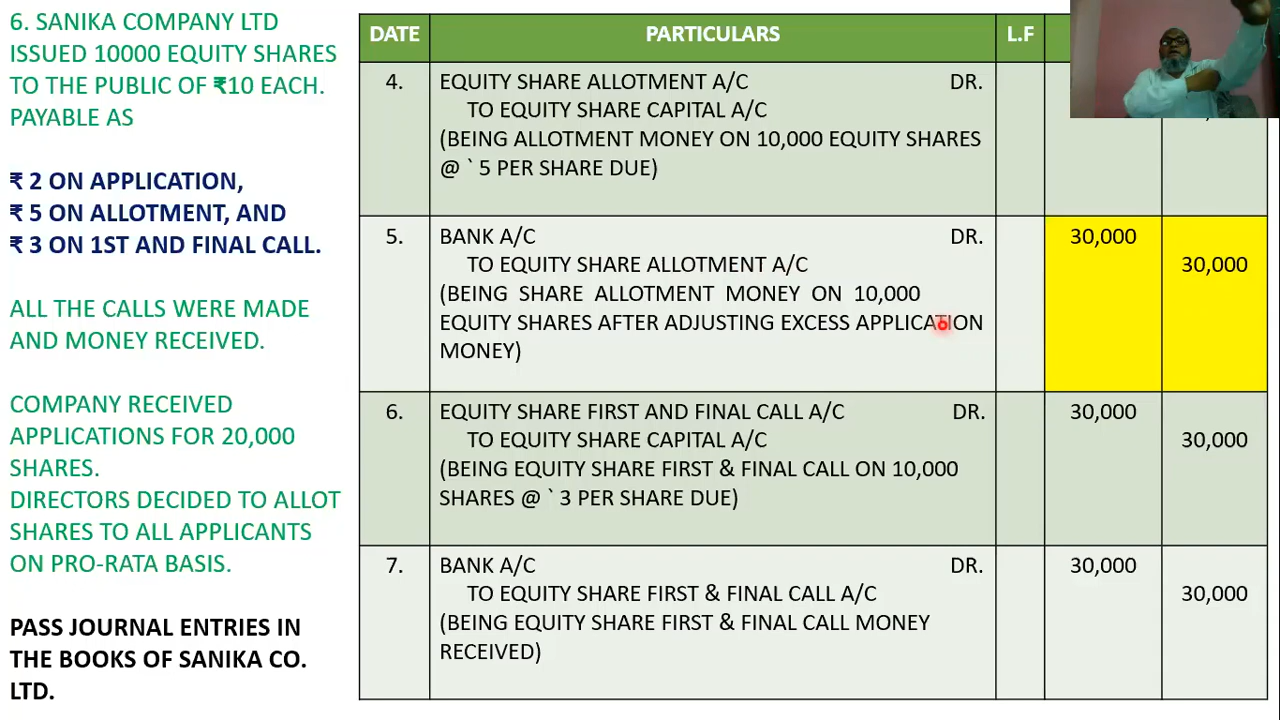 6. SANIKA COMPANY LTD
ISSUED 10000 EQUITY SHARES
TO THE PUBLIC OF ₹10 EACH.
PAYABLE AS
₹ 2 ON APPLICATION,
₹ 5 ON ALLOTMENT, AND
₹ 3 ON 1ST AND FINAL CALL.
ALL THE CALLS WERE MADE
AND MONEY RECEIVED.
COMPANY RECEIVED
APPLICATIONS FOR 20,000
SHARES.
DIRECTORS DECIDED TO ALLOT
SHARES TO ALL APPLICANTS
ON PRO-RATA BASIS.
PASS JOURNAL ENTRIES IN
THE BOOKS OF SANIKA CO.
LTD.
DATE PARTICULARS L.F
4. EQUITY SHARE ALLOTMENT A/C DR.
TO EQUITY SHARE CAPITAL A/C
(BEING ALLOTMENT MONEY ON 10,000 EQUITY SHARES
@ ` 5 PER SHARE DUE)
5. BANK A/C DR. 30,000
TO EQUITY SHARE ALLOTMENT A/C 30,000
(BEING SHARE ALLOTMENT MONEY ON 10,000
EQUITY SHARES AFTER ADJUSTING EXCESS APPLICATION
MONEY)
6. EQUITY SHARE FIRST AND FINAL CALL A/C DR. 30,000
TO EQUITY SHARE CAPITAL A/C 30,000
(BEING EQUITY SHARE FIRST & FINAL CALL ON 10,000
SHARES @ ` 3 PER SHARE DUE)
7. BANK A/C DR. 30,000
TO EQUITY SHARE FIRST & FINAL CALL A/C 30,000
(BEING EQUITY SHARE FIRST & FINAL CALL MONEY
RECEIVED)